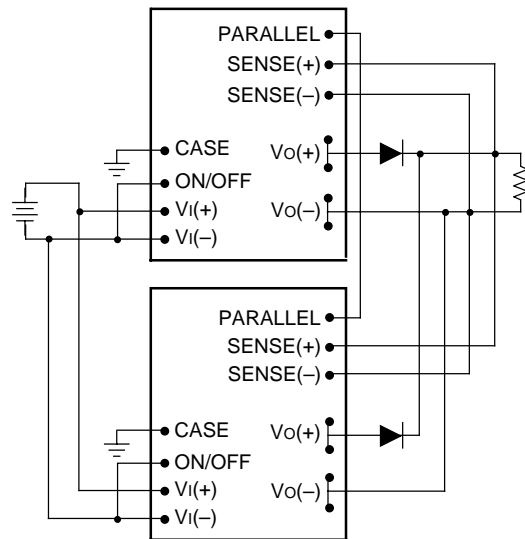 PARALLEL
SENSE(+)
SENSE(–)
CASE
VO(+)
ON/OFF
VI(+)
VO(–)
VI(–)
PARALLEL
SENSE(+)
SENSE(–)
CASE
VO(+)
ON/OFF
VI(+)
VO(–)
VI(–)